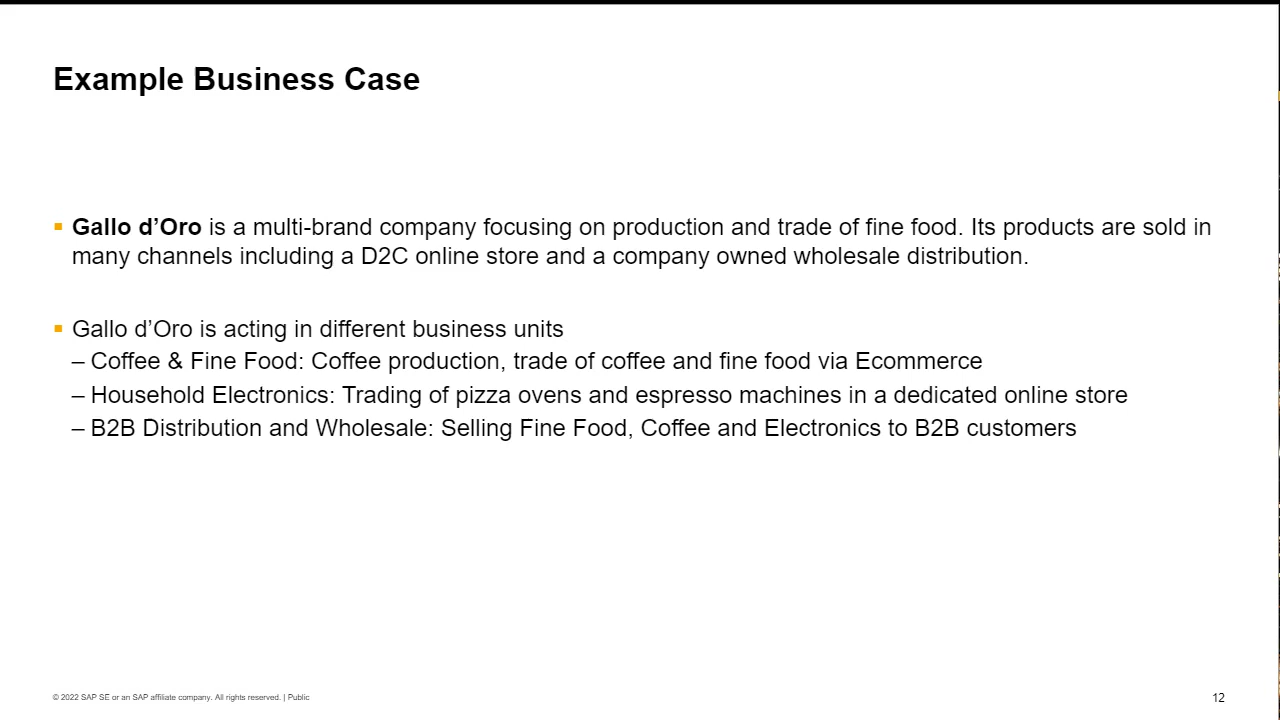 Example Business Case
▪ Gallo d’Oro is a multi-brand company focusing on production and trade of fine food. Its products are sold in
many channels including a D2C online store and a company owned wholesale distribution.
▪ Gallo d’Oro is acting in different business units
– Coffee & Fine Food: Coffee production, trade of coffee and fine food via Ecommerce
– Household Electronics: Trading of pizza ovens and espresso machines in a dedicated online store
– B2B Distribution and Wholesale: Selling Fine Food, Coffee and Electronics to B2B customers
© 2022 SAP SE or an SAP affiliate company. All rights reserved. | Public
12